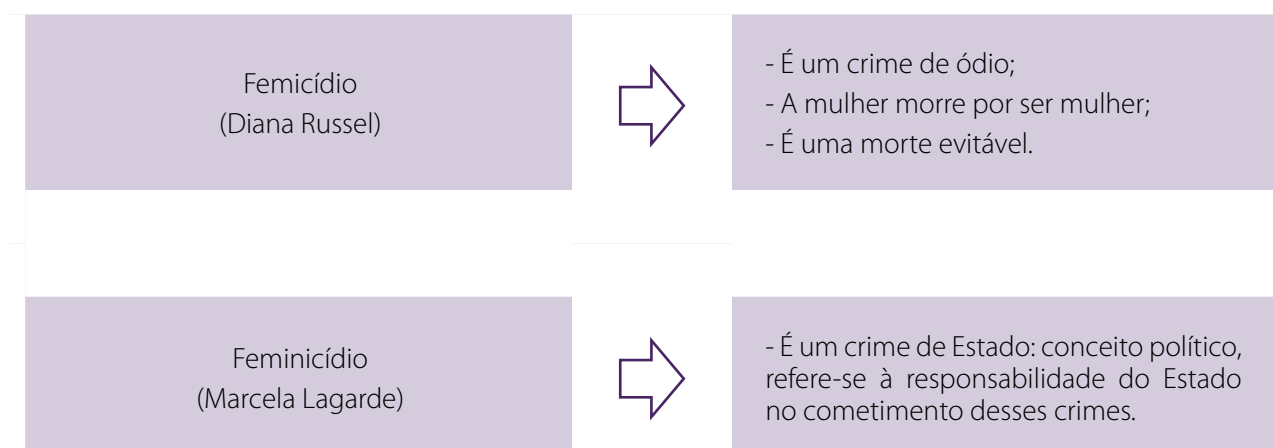 Femicídio
(Diana Russel)
- É um crime de ódio;
- A mulher morre por ser mulher;
- É uma morte evitável.
Feminicídio
(Marcela Lagarde)
- É um crime de Estado: conceito político,
refere-se à responsabilidade do Estado
no cometimento desses crimes.